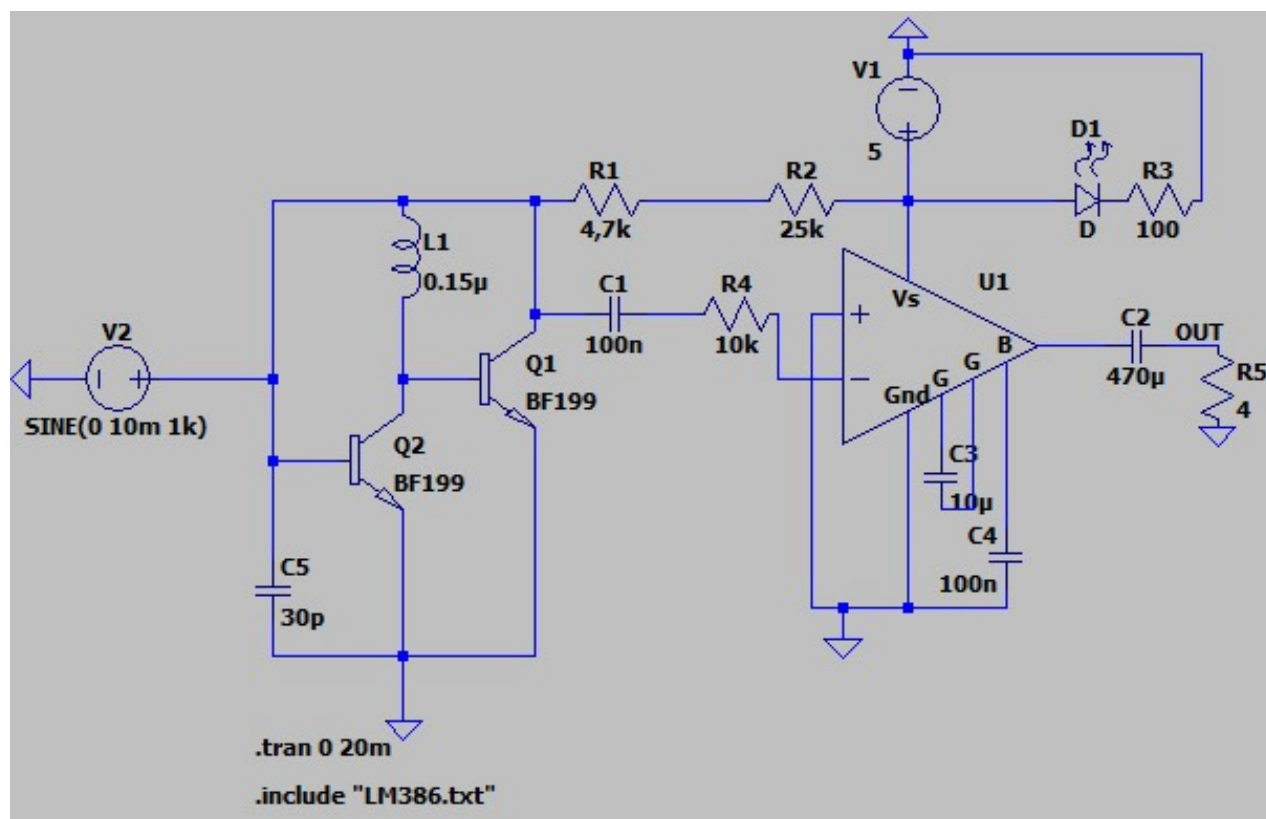 V1
5
D1
D
R3
100
R1
4,7k
R2
25k
L1
0.15µ
C1
100n
R4
10k
U1
Vs
+
−
Gnd
G
G
B
C2
470µ
OUT
R5
4
V2
SINE(0 10m 1k)
Q1
BF199
Q2
BF199
C3
10µ
C4
100n
C5
30p
.tran 0 20m
.include "LM386.txt"